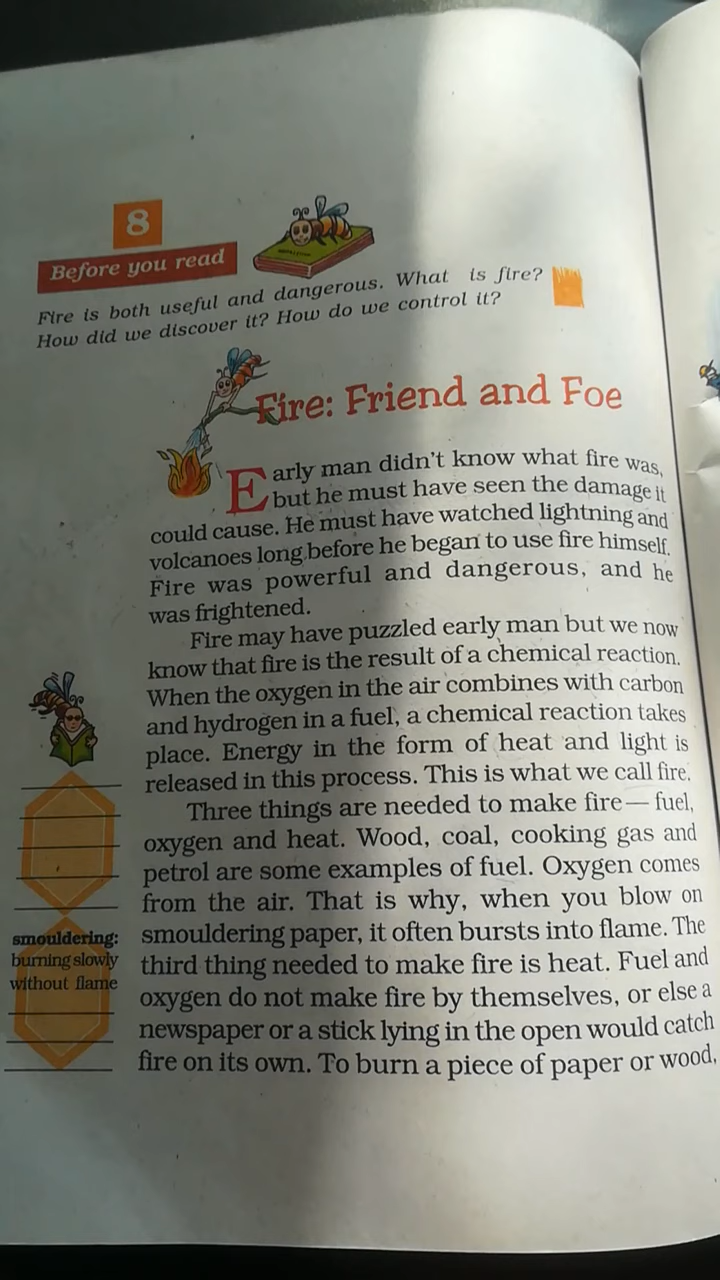 8
Before you read
Fire is both useful and dangerous. What is fire?
How did we discover it? How do we control it?
Fire: Friend and Foe
Early man didn't know what fire was,
but he must have seen the damage it
could cause. He must have watched lightning and
volcanoes long before he began to use fire himself.
Fire was powerful and dangerous, and he
was frightened.
Fire may have puzzled early man but we now
know that fire is the result of a chemical reaction.
When the oxygen in the air combines with carbon
and hydrogen in a fuel, a chemical reaction takes
place. Energy in the form of heat and light is
released in this process. This is what we call fire.
Three things are needed to make fire — fuel,
oxygen and heat. Wood, coal, cooking gas and
petrol are some examples of fuel. Oxygen comes
from the air. That is why, when you blow on
smouldering paper, it often bursts into flame. The
third thing needed to make fire is heat. Fuel and
oxygen do not make fire by themselves, or else a
newspaper or a stick lying in the open would catch
fire on its own. To burn a piece of paper or wood,
smouldering:
burning slowly
without flame